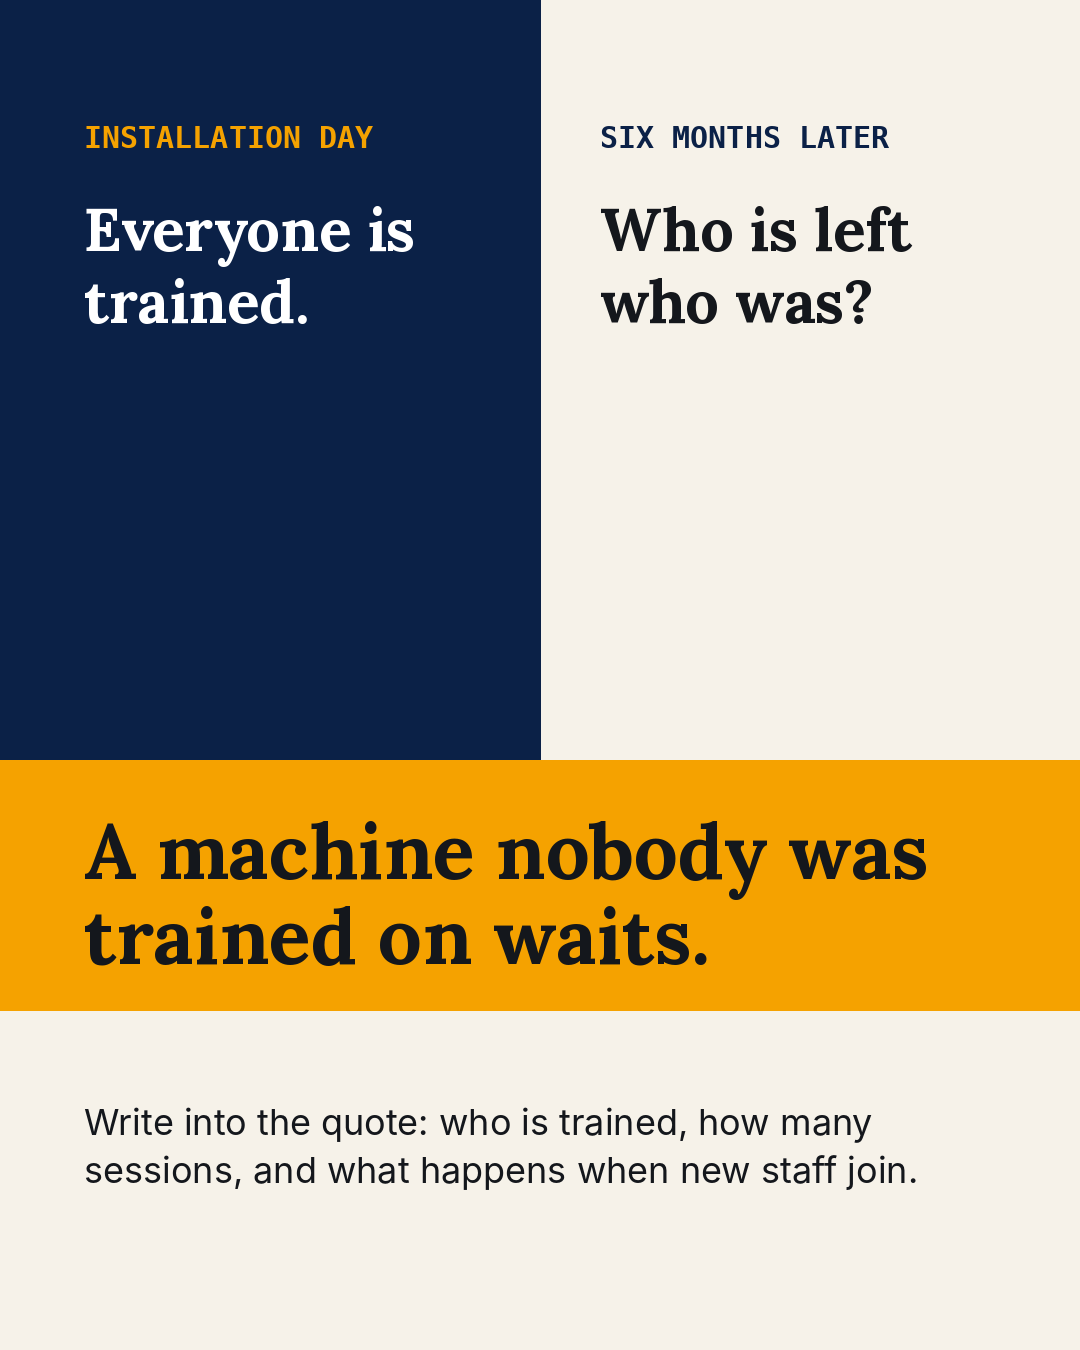 INSTALLATION DAY
Everyone is
trained.
SIX MONTHS LATER
Who is left
who was?
A machine nobody was
trained on waits.
Write into the quote: who is trained, how many
sessions, and what happens when new staff join.